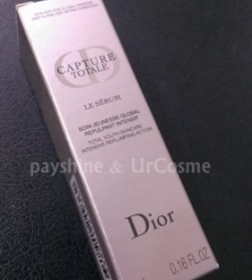 CD
CAPTURE
TOTALE
LE SÉRUM
SOIN JEUNESSE GLOBAL
REPULPANT INTENSIF
TOTAL YOUTH SKINCARE
INTENSIVE REPLUMPING ACTION
payshine & UrCosme
Dior
0.16 FL.OZ